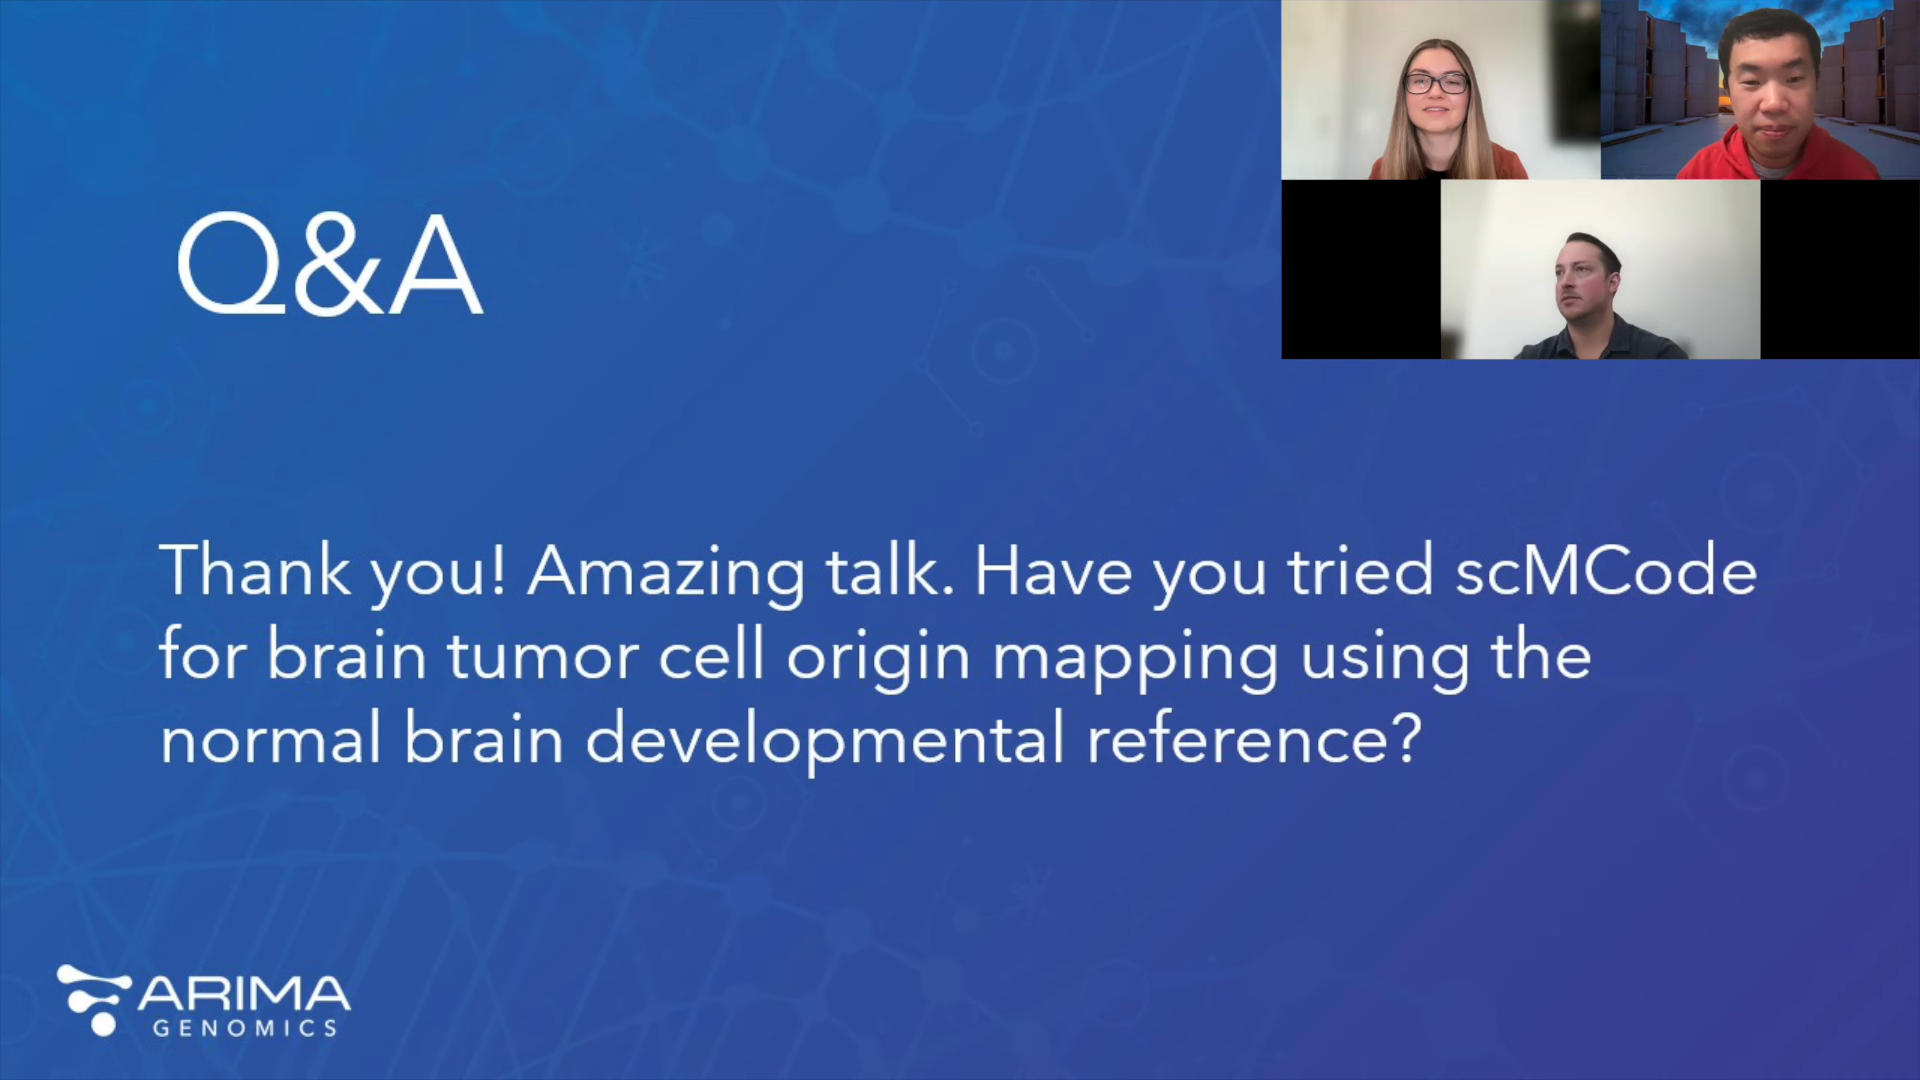 Q&A
Thank you! Amazing talk. Have you tried scMCode
for brain tumor cell origin mapping using the
normal brain developmental reference?
ARIMA
GENOMICS